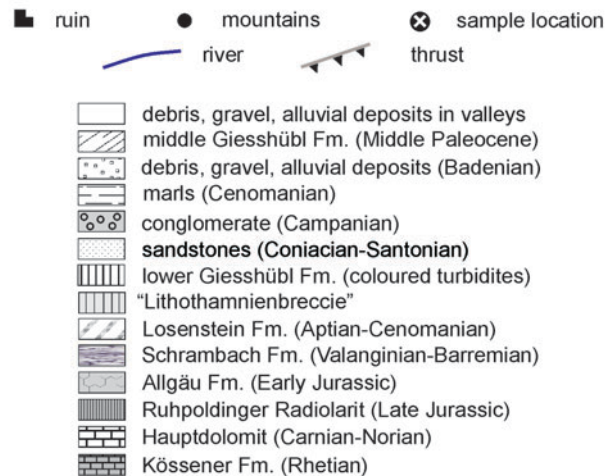 ruin mountains sample location
river thrust
debris, gravel, alluvial deposits in valleys
middle Giesshübl Fm. (Middle Paleocene)
debris, gravel, alluvial deposits (Badenian)
marls (Cenomanian)
conglomerate (Campanian)
sandstones (Coniacian-Santonian)
lower Giesshübl Fm. (coloured turbidites)
“Lithothamnienbreccie”
Losenstein Fm. (Aptian-Cenomanian)
Schrambach Fm. (Valanginian-Barremian)
Allgäu Fm. (Early Jurassic)
Ruhpoldinger Radiolarit (Late Jurassic)
Hauptdolomit (Carnian-Norian)
Kössener Fm. (Rhetian)